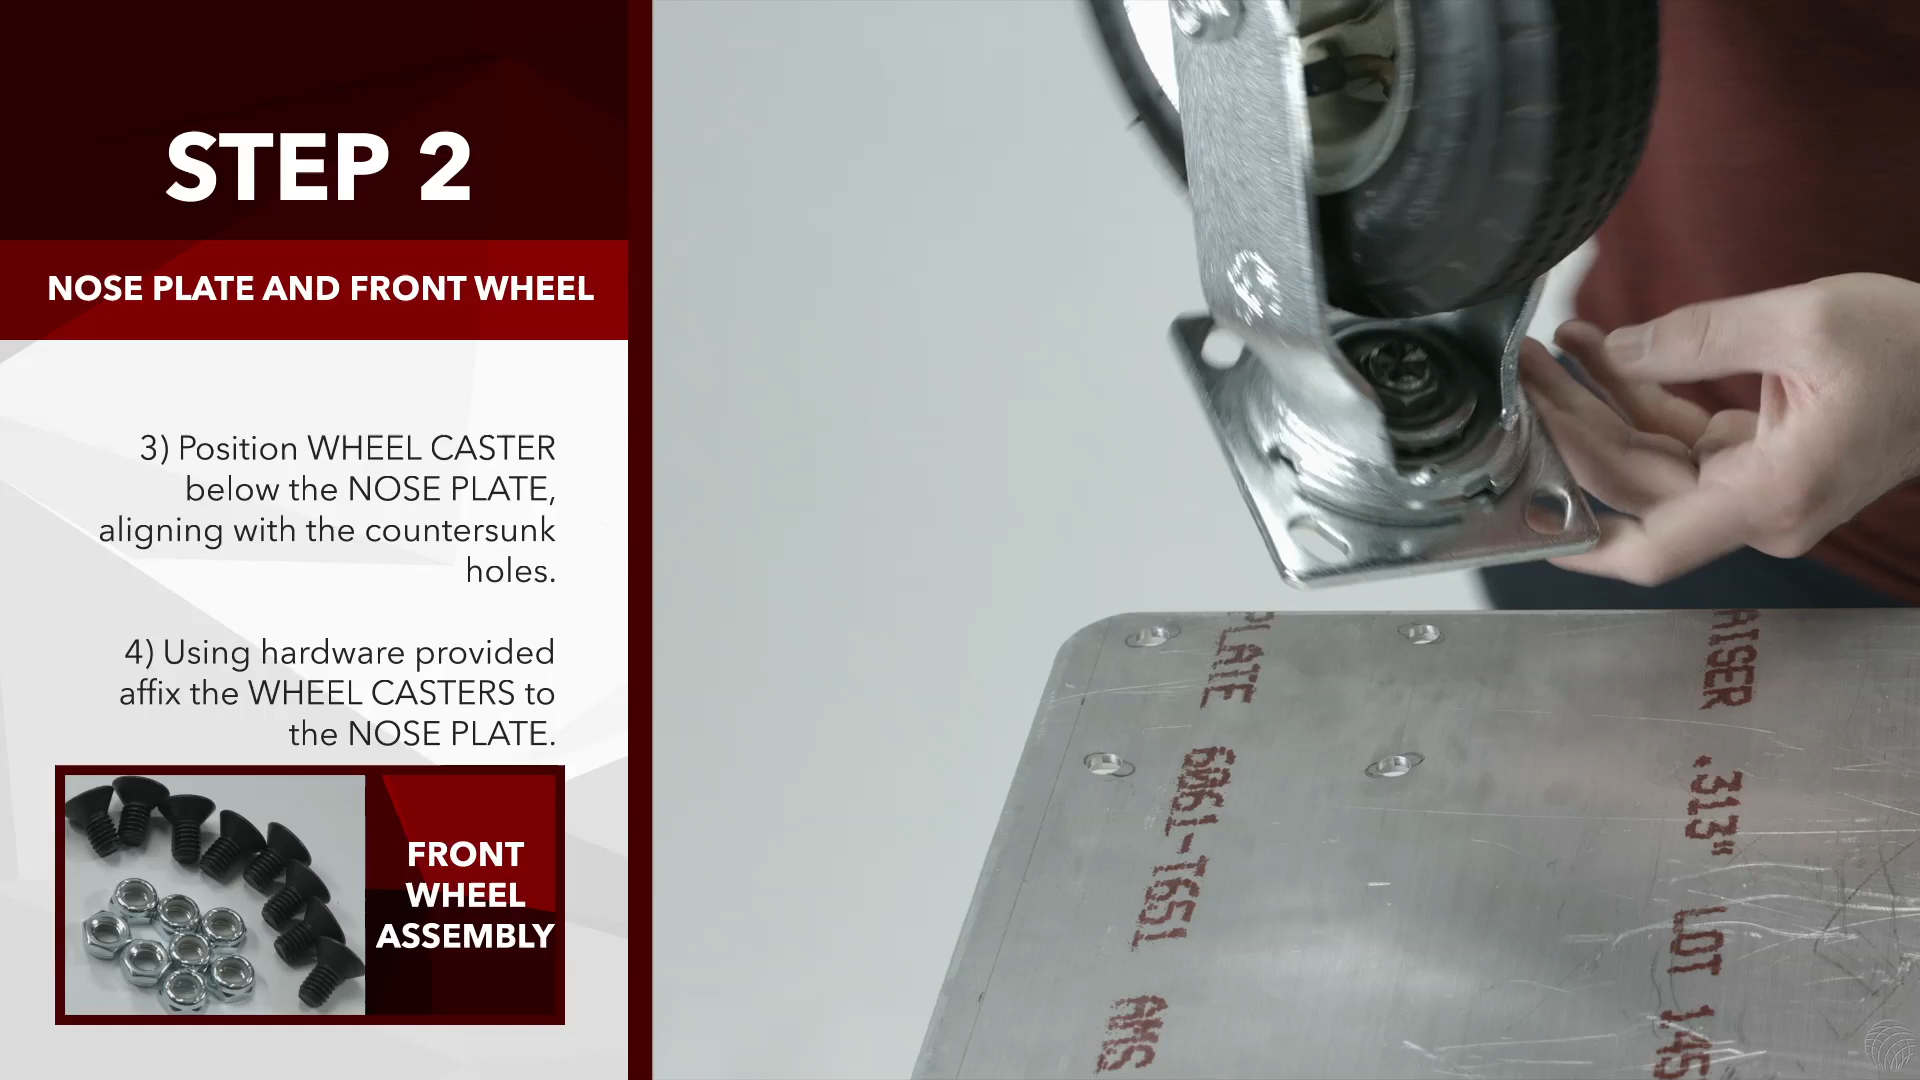 STEP 2
NOSE PLATE AND FRONT WHEEL
3) Position WHEEL CASTER
below the NOSE PLATE,
aligning with the countersunk
holes.
4) Using hardware provided
affix the WHEEL CASTERS to
the NOSE PLATE.
FRONT
WHEEL
ASSEMBLY
PLATE 6061-T651 AMS
AISER .313" LOT 145